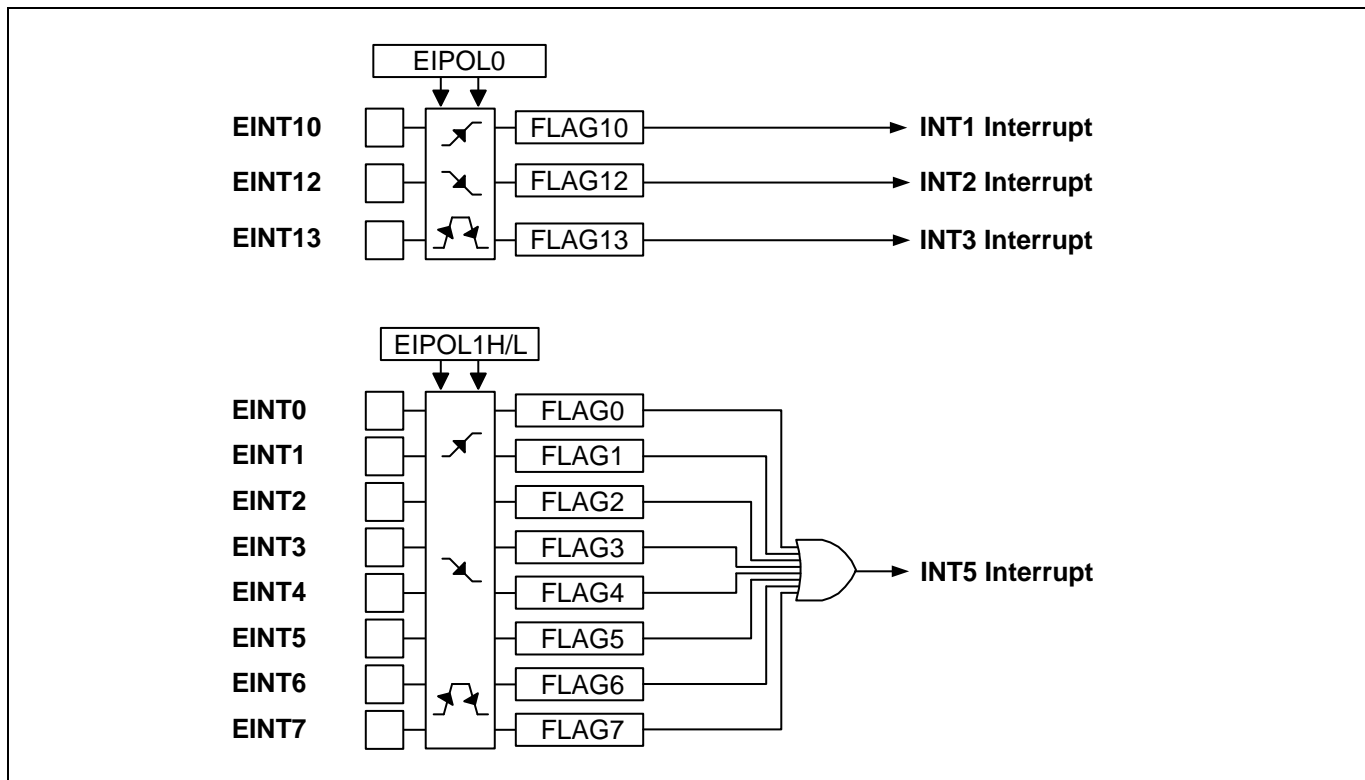 EIPOL0
EINT10 FLAG10 INT1 Interrupt
EINT12 FLAG12 INT2 Interrupt
EINT13 FLAG13 INT3 Interrupt
EIPOL1H/L
EINT0 FLAG0
EINT1 FLAG1
EINT2 FLAG2
EINT3 FLAG3
INT5 Interrupt
EINT4 FLAG4
EINT5 FLAG5
EINT6 FLAG6
EINT7 FLAG7